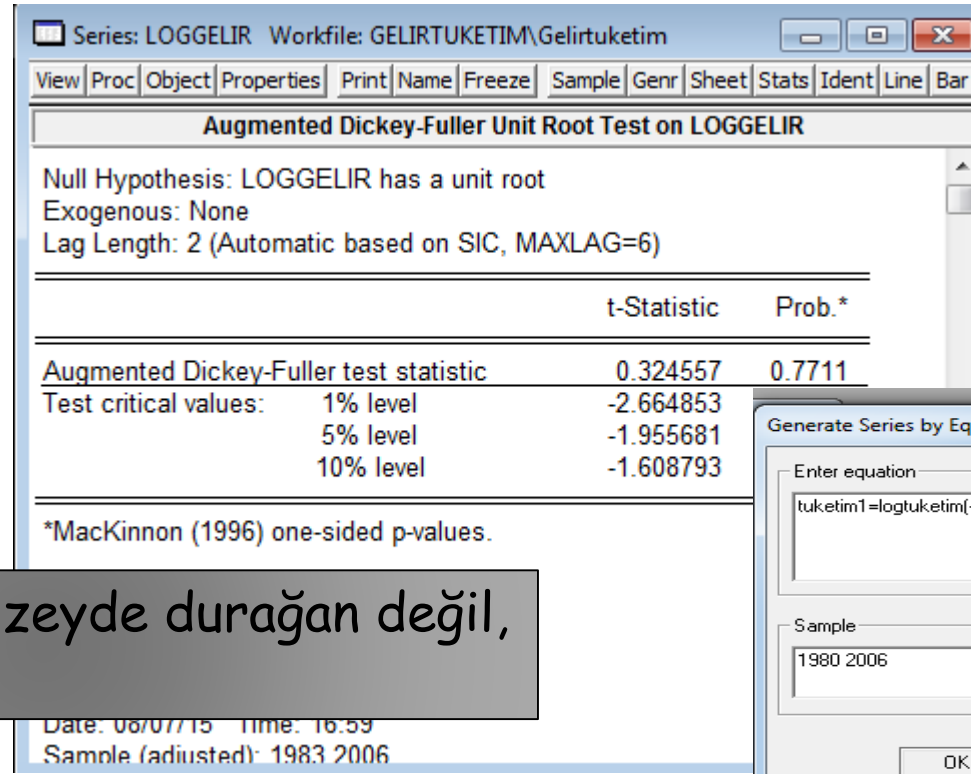 Series: LOGGELIR Workfile: GELIRTUKETIM\Gelirtuketim
View Proc Object Properties Print Name Freeze Sample Genr Sheet Stats Ident Line Bar
Augmented Dickey-Fuller Unit Root Test on LOGGELIR
Null Hypothesis: LOGGELIR has a unit root
Exogenous: None
Lag Length: 2 (Automatic based on SIC, MAXLAG=6)
t-Statistic Prob.*
Augmented Dickey-Fuller test statistic 0.324557 0.7711
Test critical values: 1% level -2.664853
5% level -1.955681
10% level -1.608793
*MacKinnon (1996) one-sided p-values.
Generate Series by Eq
Enter equation
tuketim1=logtuketim(-
Sample
1980 2006
OK
zeyde durağan değil,
Date: 08/07/15 Time: 16:59
Sample (adjusted): 1983 2006